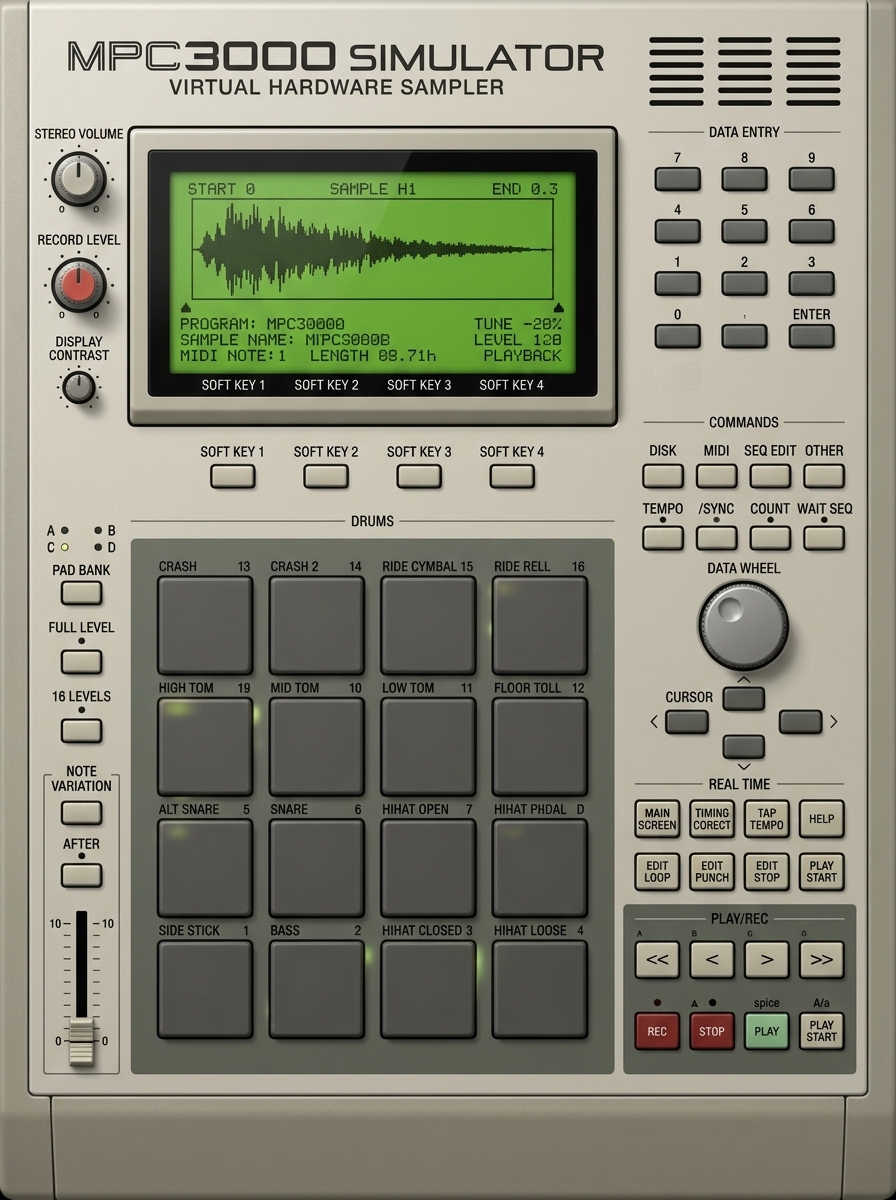 MPC3000 SIMULATOR
VIRTUAL HARDWARE SAMPLER
STEREO VOLUME
0 0
RECORD LEVEL
0 0
DISPLAY
CONTRAST
START 0 SAMPLE H1 END 0.3
PROGRAM: MPC30000 TUNE -20%
SAMPLE NAME: MIPCS000B LEVEL 120
MIDI NOTE:1 LENGTH 08.71h PLAYBACK
SOFT KEY 1 SOFT KEY 2 SOFT KEY 3 SOFT KEY 4
SOFT KEY 1 SOFT KEY 2 SOFT KEY 3 SOFT KEY 4
DATA ENTRY
7 8 9
4 5 6
1 2 3
0 . ENTER
COMMANDS
DISK MIDI SEQ EDIT OTHER
TEMPO /SYNC COUNT WAIT SEQ
DATA WHEEL
CURSOR
REAL TIME
MAIN SCREEN
TIMING CORECT
TAP TEMPO
HELP
EDIT LOOP
EDIT PUNCH
EDIT STOP
PLAY START
PLAY/REC
A B G
<< < > >>
A spice A/a
REC STOP PLAY PLAY START
A B
C D
PAD BANK
FULL LEVEL
16 LEVELS
NOTE
VARIATION
AFTER
10 10
0 0
DRUMS
CRASH 13 CRASH 2 14 RIDE CYMBAL 15 RIDE RELL 16
HIGH TOM 19 MID TOM 10 LOW TOM 11 FLOOR TOLL 12
ALT SNARE 5 SNARE 6 HIHAT OPEN 7 HIHAT PHDAL D
SIDE STICK 1 BASS 2 HIHAT CLOSED 3 HIHAT LOOSE 4